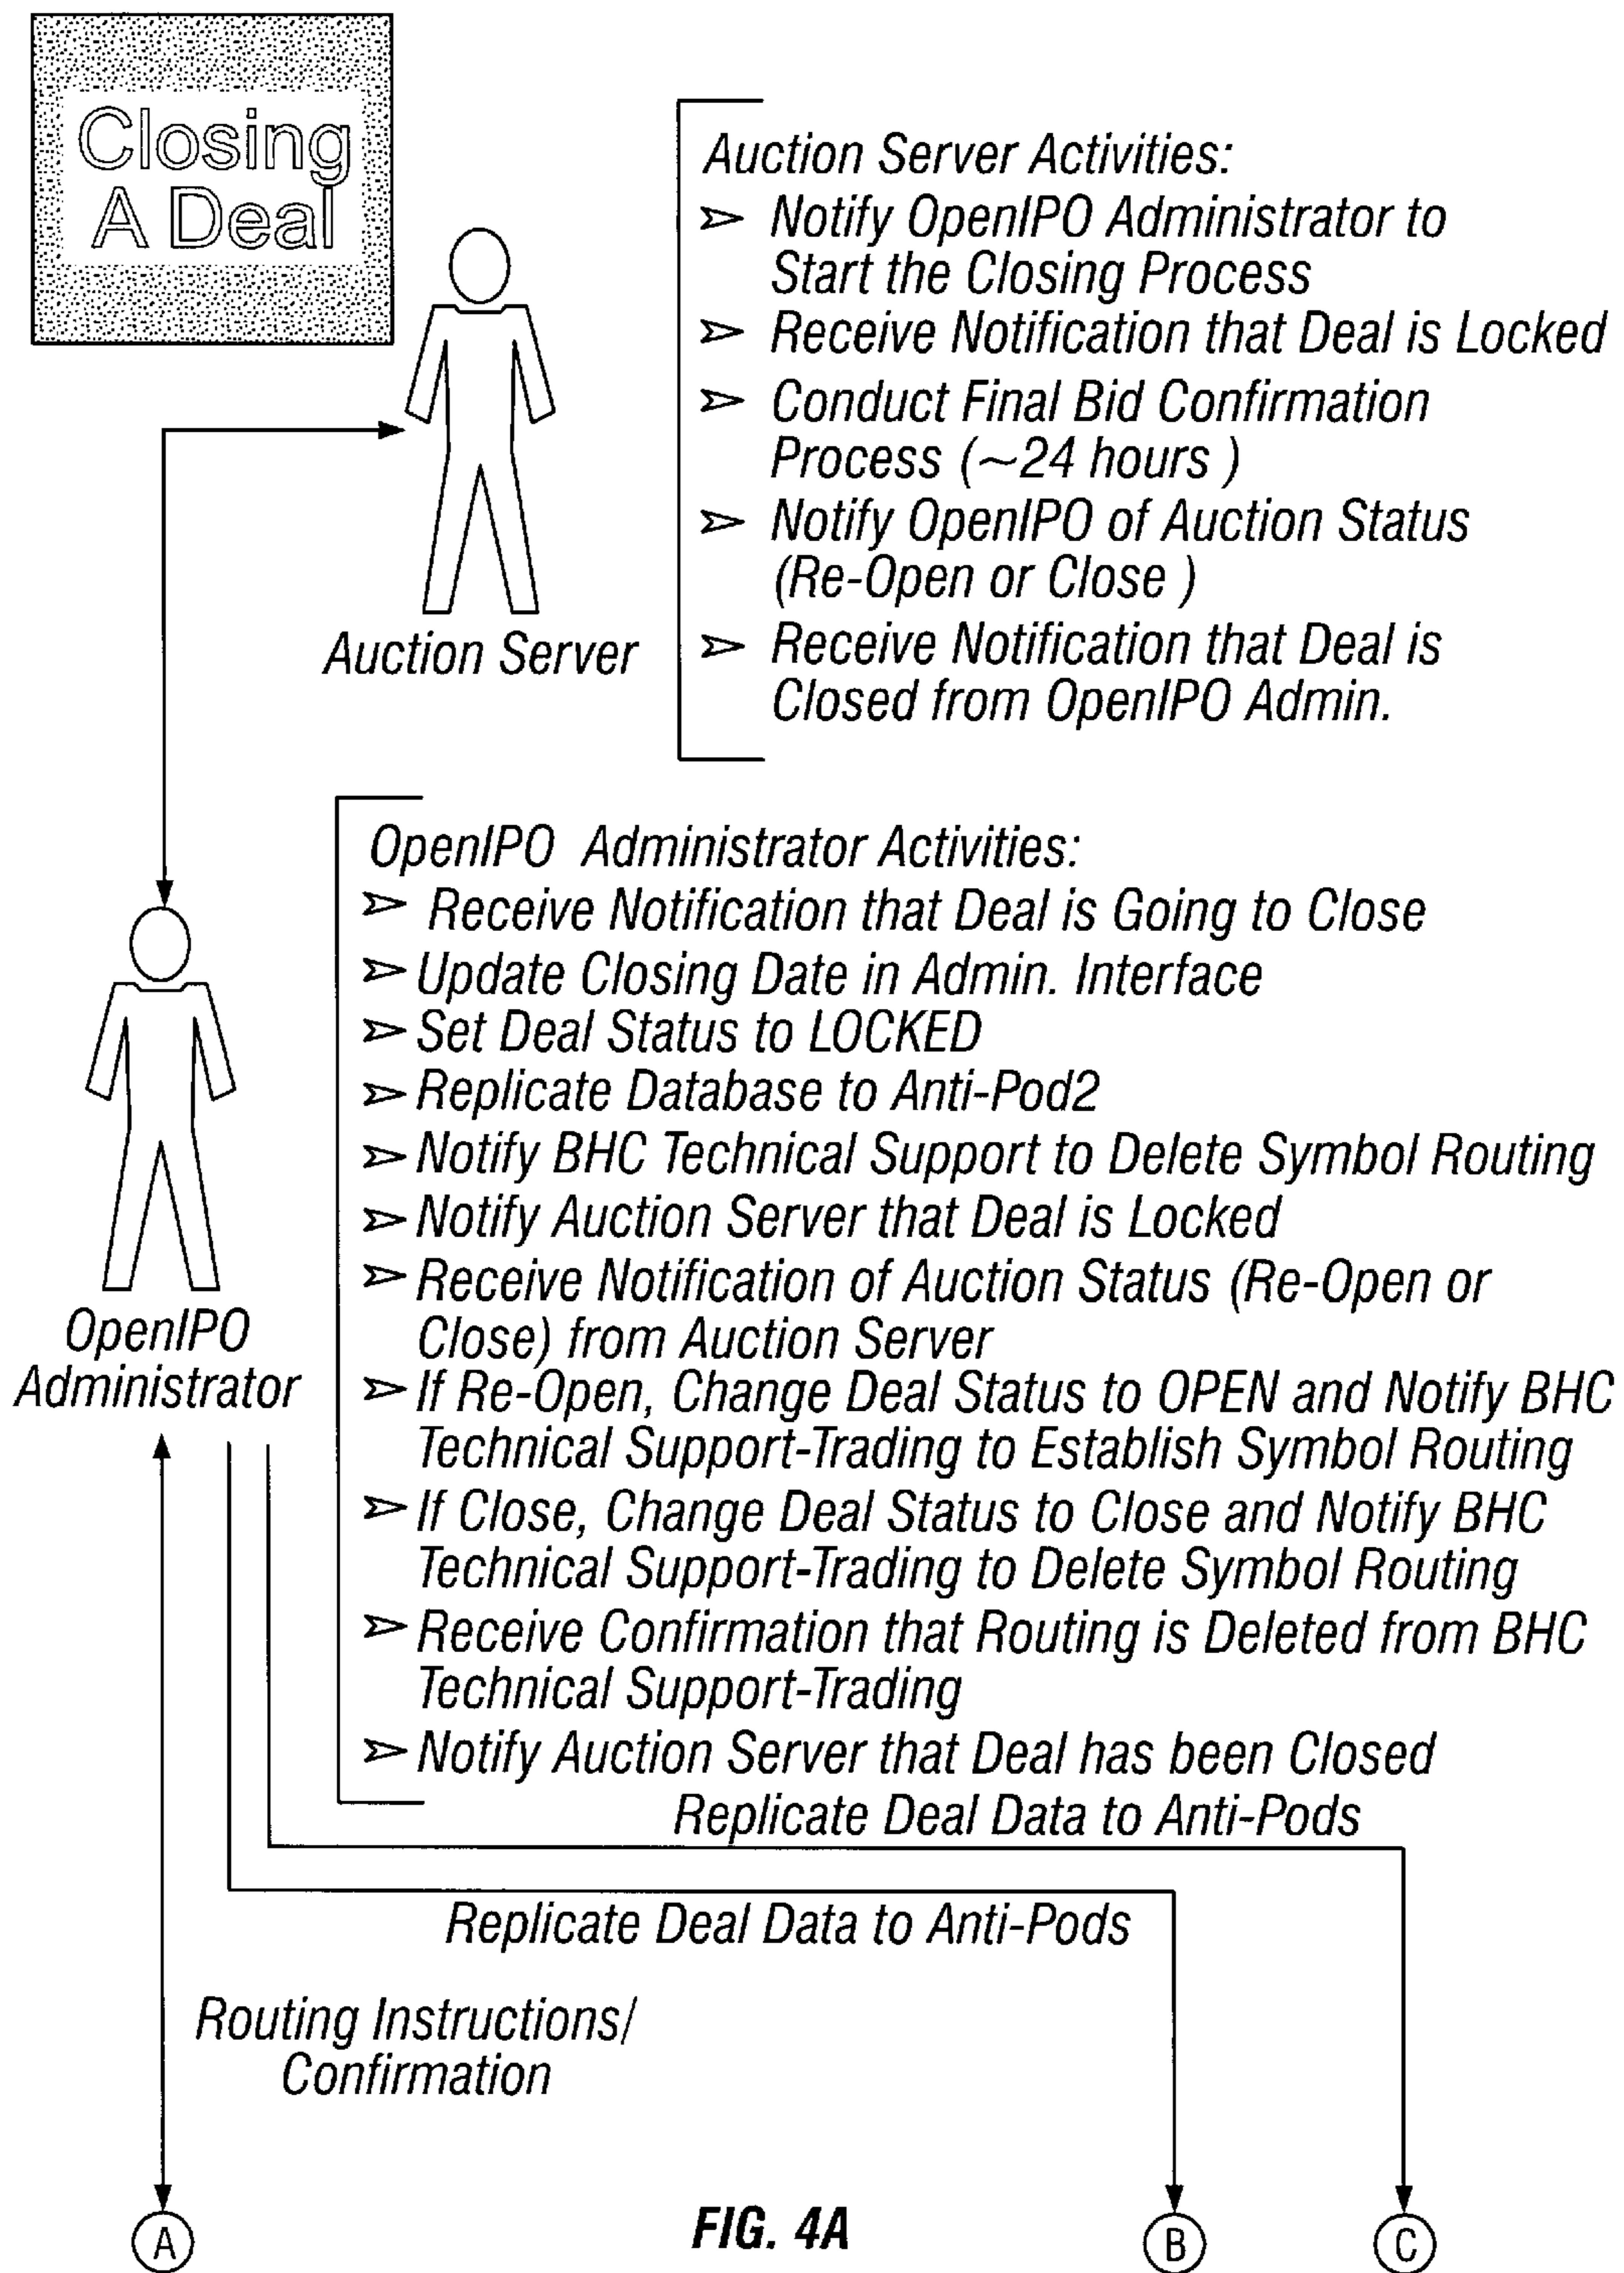 Closing
A Deal
Auction Server Activities:
➢ Notify OpenIPO Administrator to
Start the Closing Process
➢ Receive Notification that Deal is Locked
➢ Conduct Final Bid Confirmation
Process (~24 hours )
➢ Notify OpenIPO of Auction Status
(Re-Open or Close )
➢ Receive Notification that Deal is
Closed from OpenIPO Admin.
Auction Server
OpenIPO Administrator Activities:
➢ Receive Notification that Deal is Going to Close
➢ Update Closing Date in Admin. Interface
➢ Set Deal Status to LOCKED
➢ Replicate Database to Anti-Pod2
➢ Notify BHC Technical Support to Delete Symbol Routing
➢ Notify Auction Server that Deal is Locked
➢ Receive Notification of Auction Status (Re-Open or
Close) from Auction Server
➢ If Re-Open, Change Deal Status to OPEN and Notify BHC
Technical Support-Trading to Establish Symbol Routing
➢ If Close, Change Deal Status to Close and Notify BHC
Technical Support-Trading to Delete Symbol Routing
➢ Receive Confirmation that Routing is Deleted from BHC
Technical Support-Trading
➢ Notify Auction Server that Deal has been Closed
OpenIPO
Administrator
Replicate Deal Data to Anti-Pods
Replicate Deal Data to Anti-Pods
Routing Instructions/
Confirmation
A
B
C
FIG. 4A